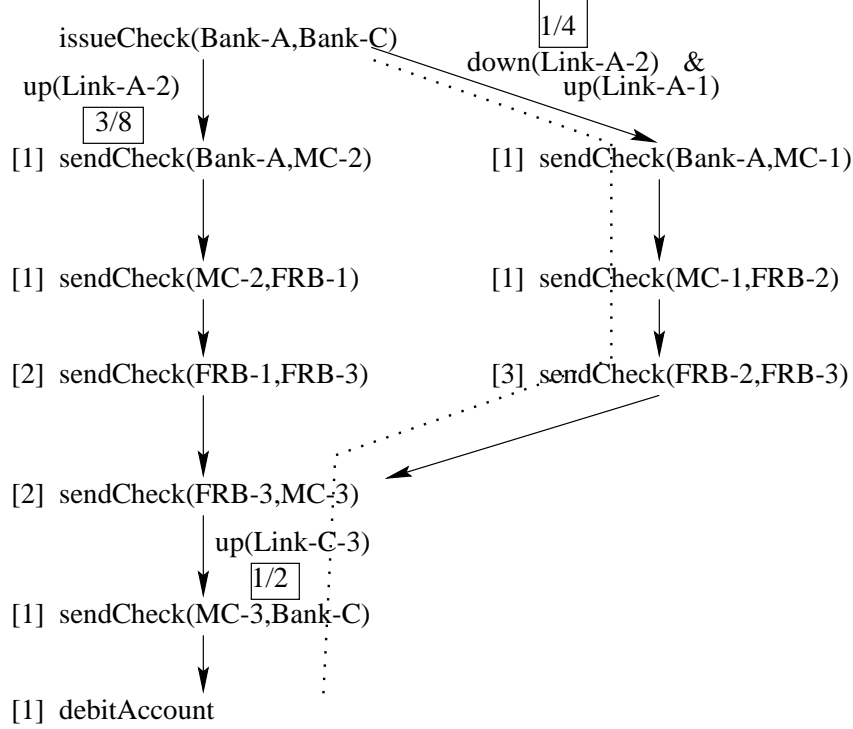 issueCheck(Bank-A,Bank-C)
1/4
down(Link-A-2) &
up(Link-A-1)
up(Link-A-2)
3/8
[1] sendCheck(Bank-A,MC-2)
[1] sendCheck(Bank-A,MC-1)
[1] sendCheck(MC-2,FRB-1)
[1] sendCheck(MC-1,FRB-2)
[2] sendCheck(FRB-1,FRB-3)
[3] sendCheck(FRB-2,FRB-3)
[2] sendCheck(FRB-3,MC-3)
up(Link-C-3)
1/2
[1] sendCheck(MC-3,Bank-C)
[1] debitAccount